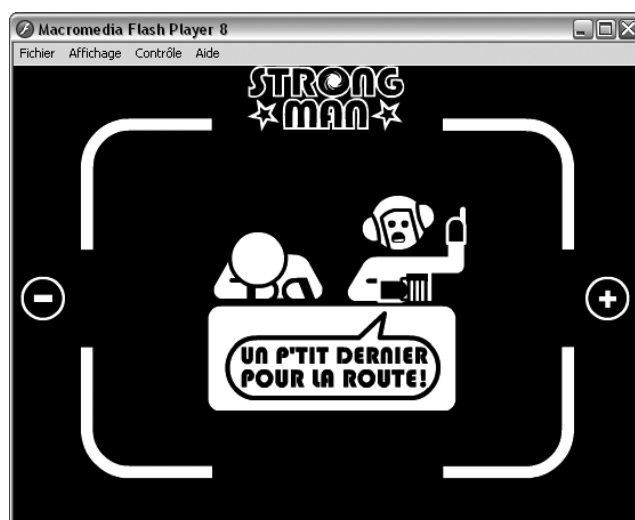 Macromedia Flash Player 8
Fichier Affichage Contrôle Aide
STRONG
MAN
UN P'TIT DERNIER
POUR LA ROUTE!